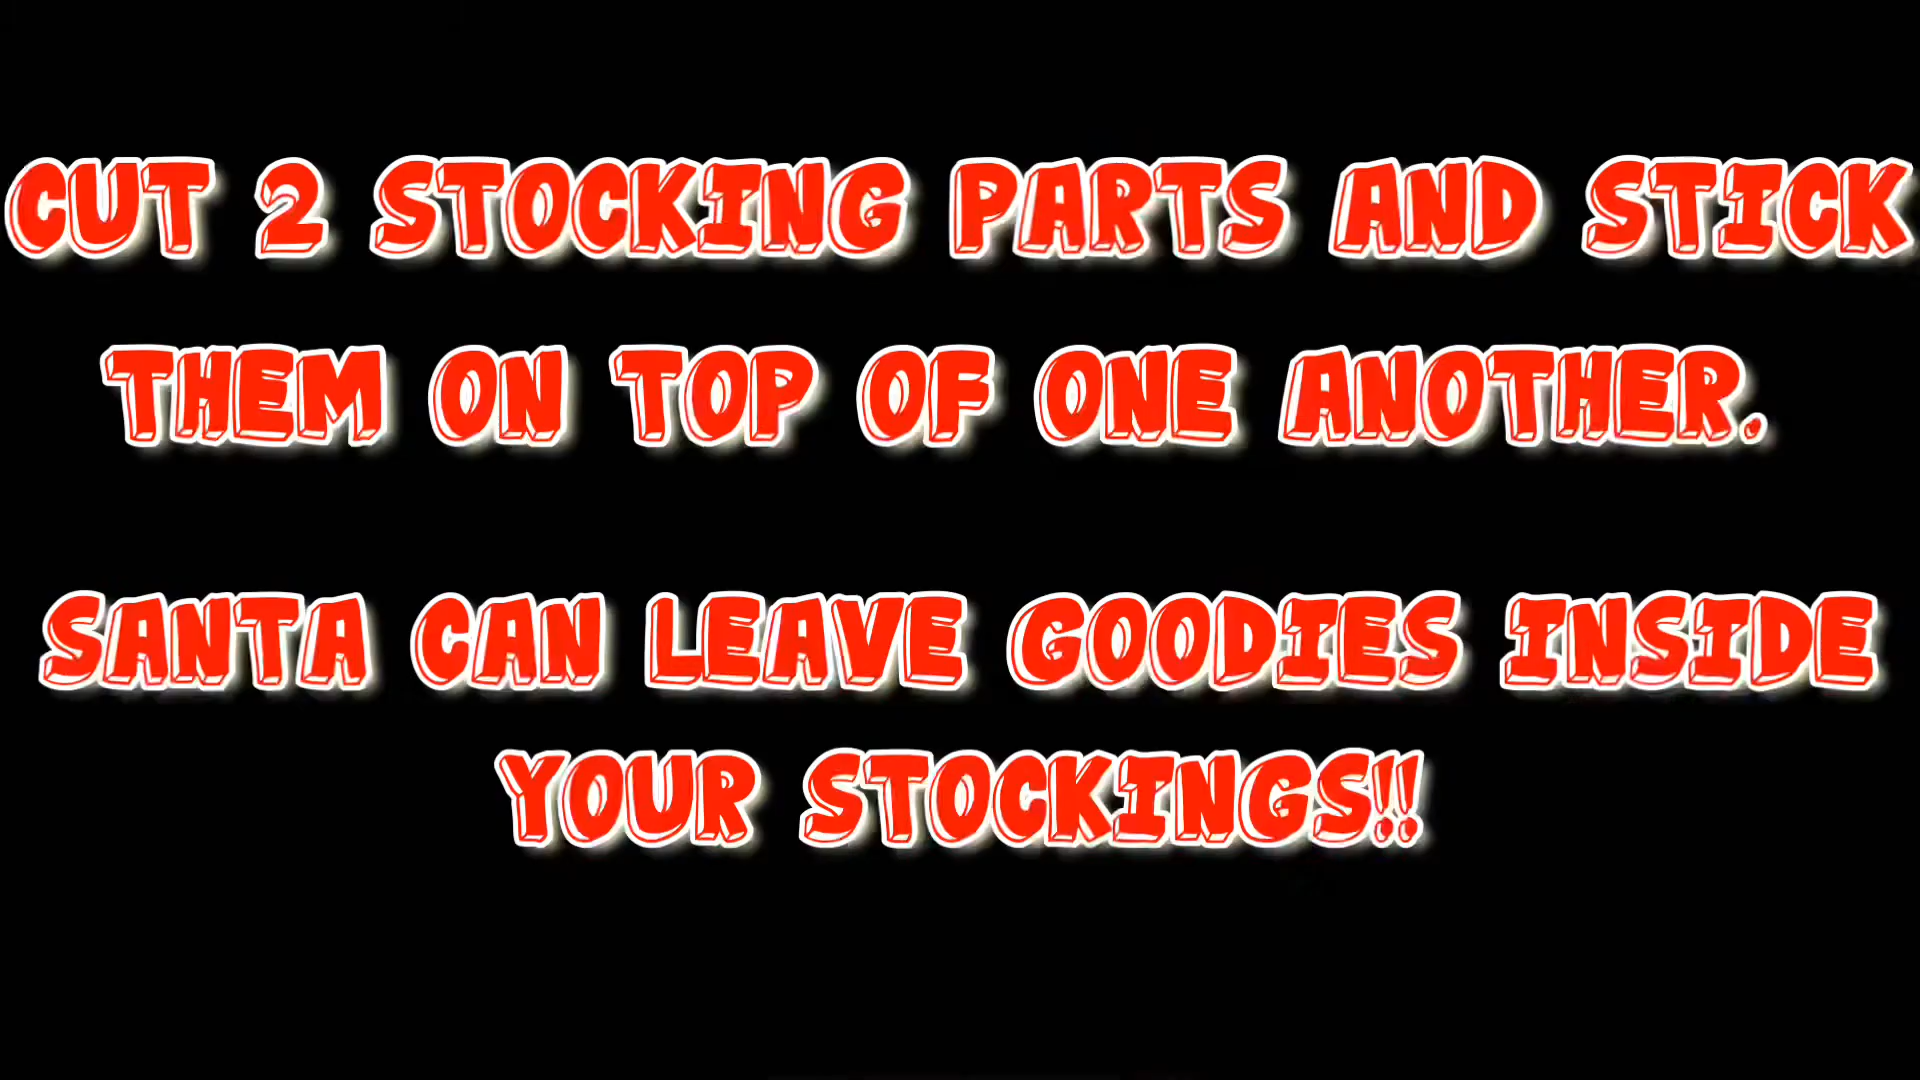 CUT 2 STOCKING PARTS AND STICK
THEM ON TOP OF ONE ANOTHER.
SANTA CAN LEAVE GOODIES INSIDE
YOUR STOCKINGS!!